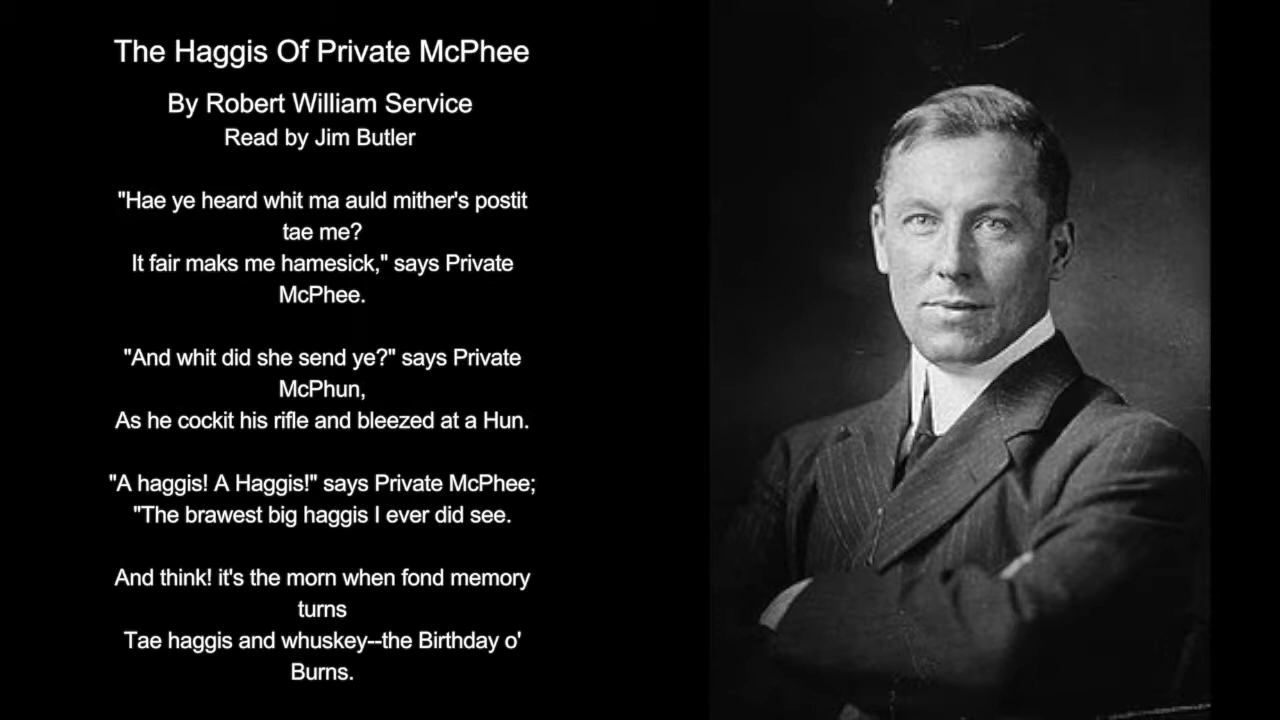 The Haggis Of Private McPhee
By Robert William Service
Read by Jim Butler
"Hae ye heard whit ma auld mither's postit
tae me?
It fair maks me hamesick," says Private
McPhee.
"And whit did she send ye?" says Private
McPhun,
As he cockit his rifle and bleezed at a Hun.
"A haggis! A Haggis!" says Private McPhee;
"The brawest big haggis I ever did see.
And think! it's the morn when fond memory
turns
Tae haggis and whuskey--the Birthday o'
Burns.